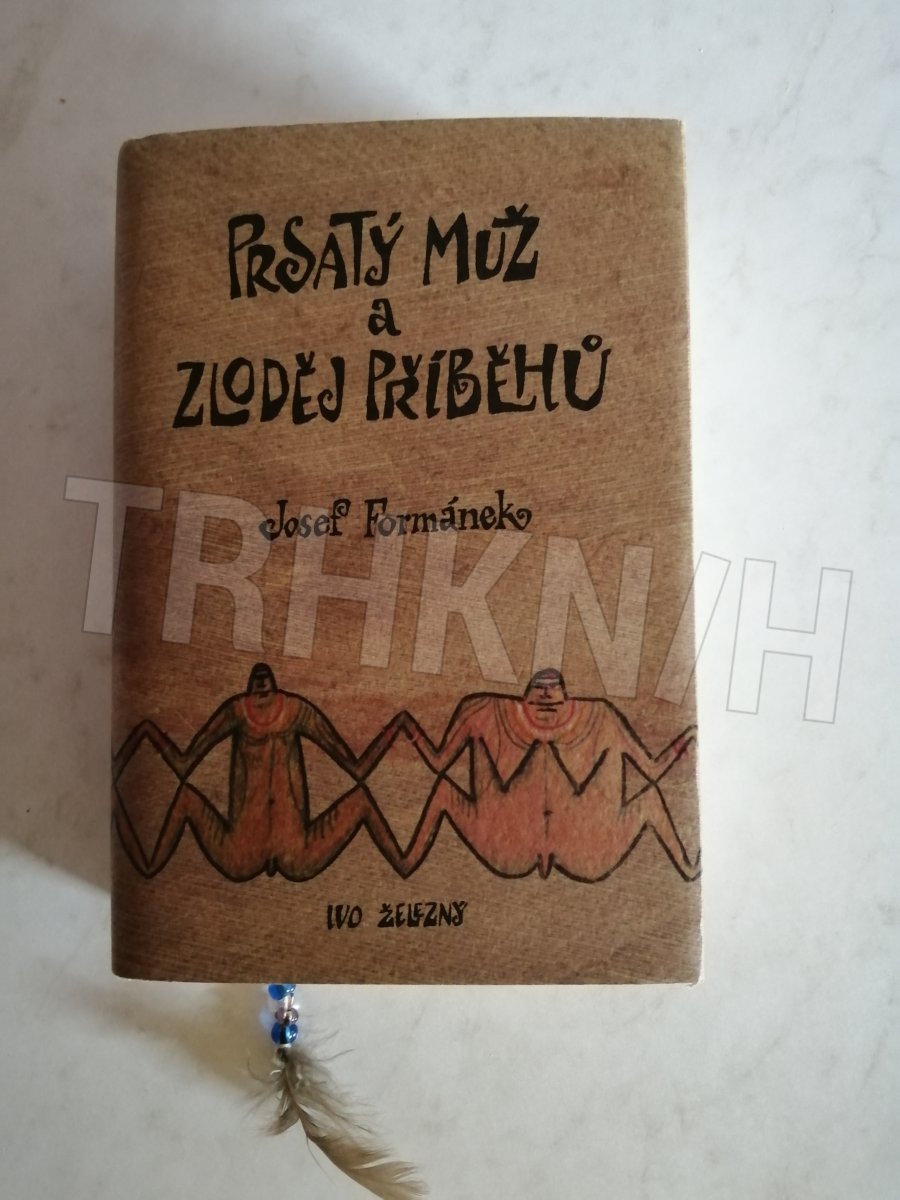 PRSATÝ MUŽ
a
ZLODĚJ PŘÍBĚHŮ
Josef Formánek
TRHKNIH
IVO ŽELEZNÝ